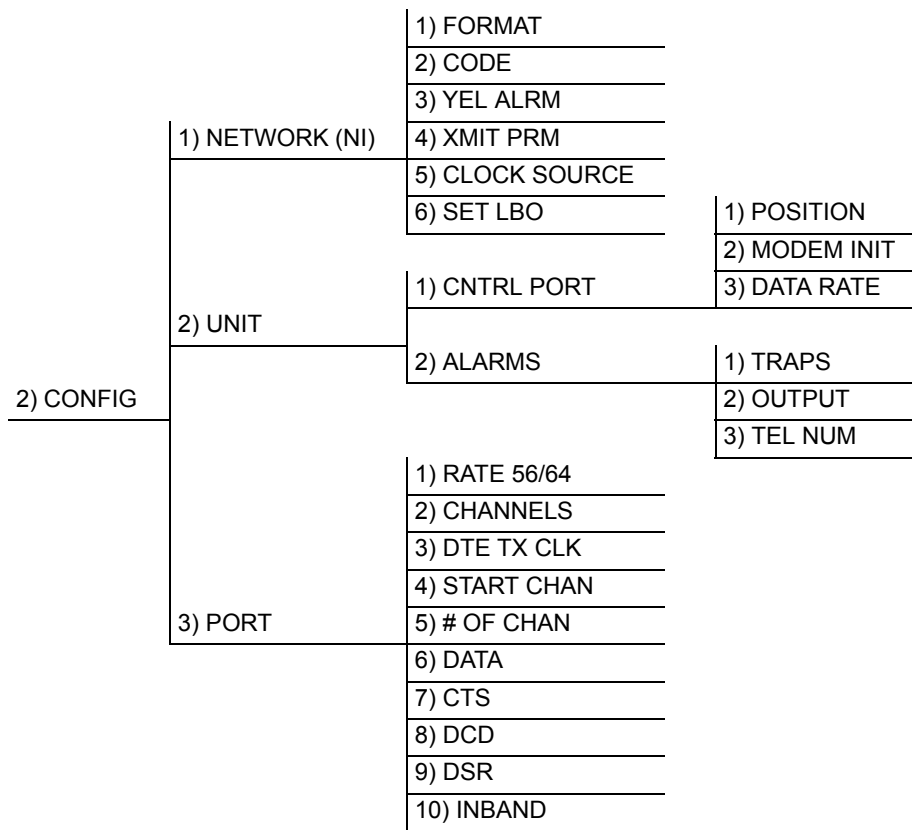 1) FORMAT
2) CODE
3) YEL ALRM
1) NETWORK (NI)
4) XMIT PRM
5) CLOCK SOURCE
6) SET LBO
1) POSITION
2) MODEM INIT
1) CNTRL PORT
3) DATA RATE
2) UNIT
2) ALARMS
1) TRAPS
2) CONFIG
2) OUTPUT
3) TEL NUM
1) RATE 56/64
2) CHANNELS
3) DTE TX CLK
4) START CHAN
3) PORT
5) # OF CHAN
6) DATA
7) CTS
8) DCD
9) DSR
10) INBAND